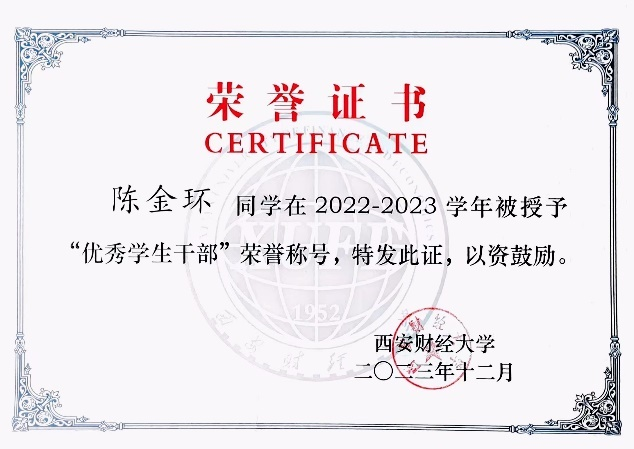 荣誉证书
CERTIFICATE
陈金环 同学在 2022-2023 学年被授予
“优秀学生干部”荣誉称号，特发此证，以资鼓励。
1952
西安财经大学
二〇二三年十二月